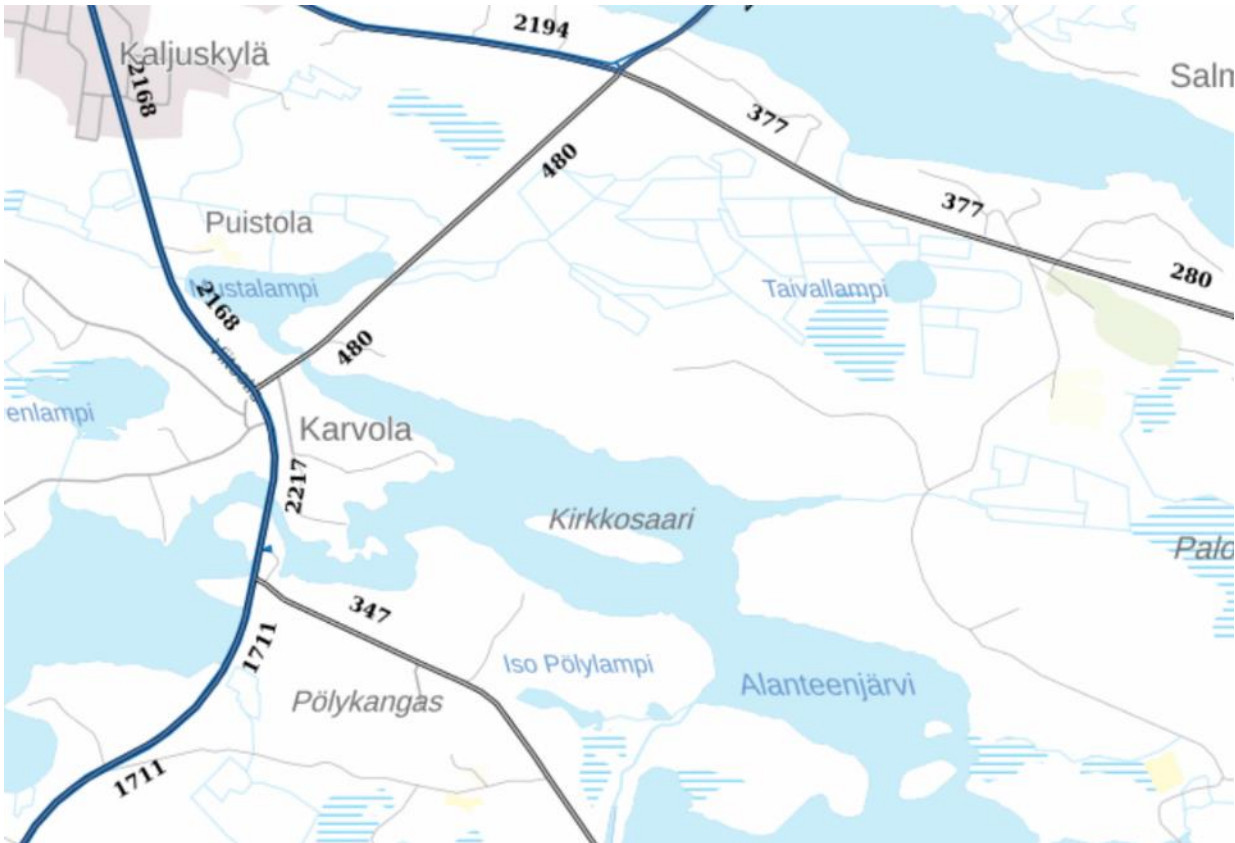 2194
Kaljuskylä
2168
Salm
377
480
377
Puistola
280
Mustalampi
Taivallampi
2168
480
enlampi
Karvola
2217
Kirkkosaari
Palo
347
1711
Iso Pölylampi
Alanteenjärvi
Pölykangas
1711